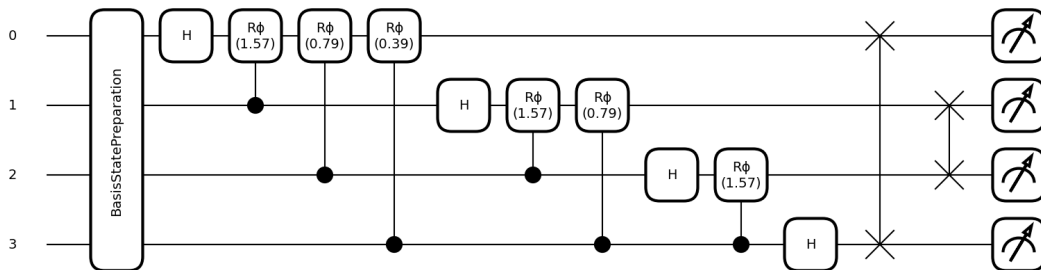 0
H
Rϕ
(1.57)
Rϕ
(0.79)
Rϕ
(0.39)
1
H
Rϕ
(1.57)
Rϕ
(0.79)
2
H
Rϕ
(1.57)
3
H
BasisStatePreparation